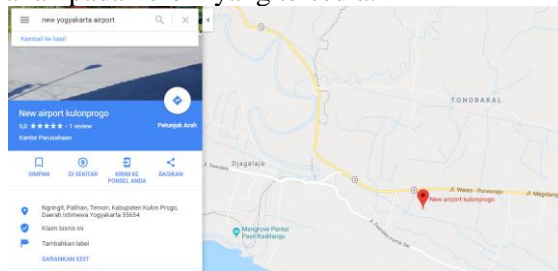 new yogyakarta airport
Kembali ke hasil
New airport kulonprogo
5,0 ★★★★★ - 1 review
Kantor Perusahaan
Petunjuk Arah
SIMPAN
DI SEKITAR
KIRIM KE
PONSEL ANDA
BAGIKAN
Ngringit, Palihan, Temon, Kabupaten Kulon Progo,
Daerah Istimewa Yogyakarta 55654
Klaim bisnis ini
Tambahkan label
SARANKAN EDIT
TONOBAKAL
Djagalaja
Jl. Wates - Purworejo
Jl. Magelang
New airport kulonprogo
Mangrove Pantai
Pasir Kadilangu